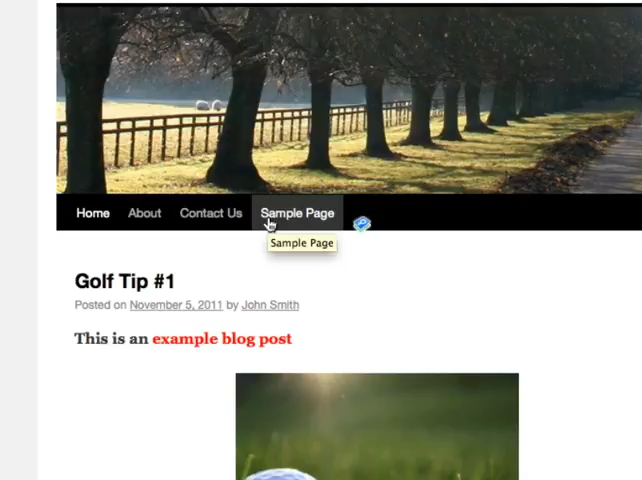 Home About Contact Us Sample Page
Sample Page
Golf Tip #1
Posted on November 5, 2011 by John Smith
This is an example blog post